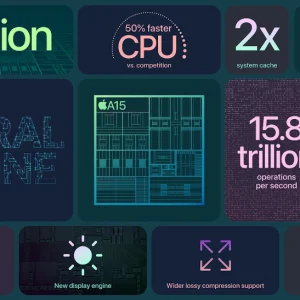 ion
50% faster
CPU
vs. competition
2x
system cache
RAL
INE
A15
15.8
trillion
operations
per second
New display engine
Wider lossy compression support